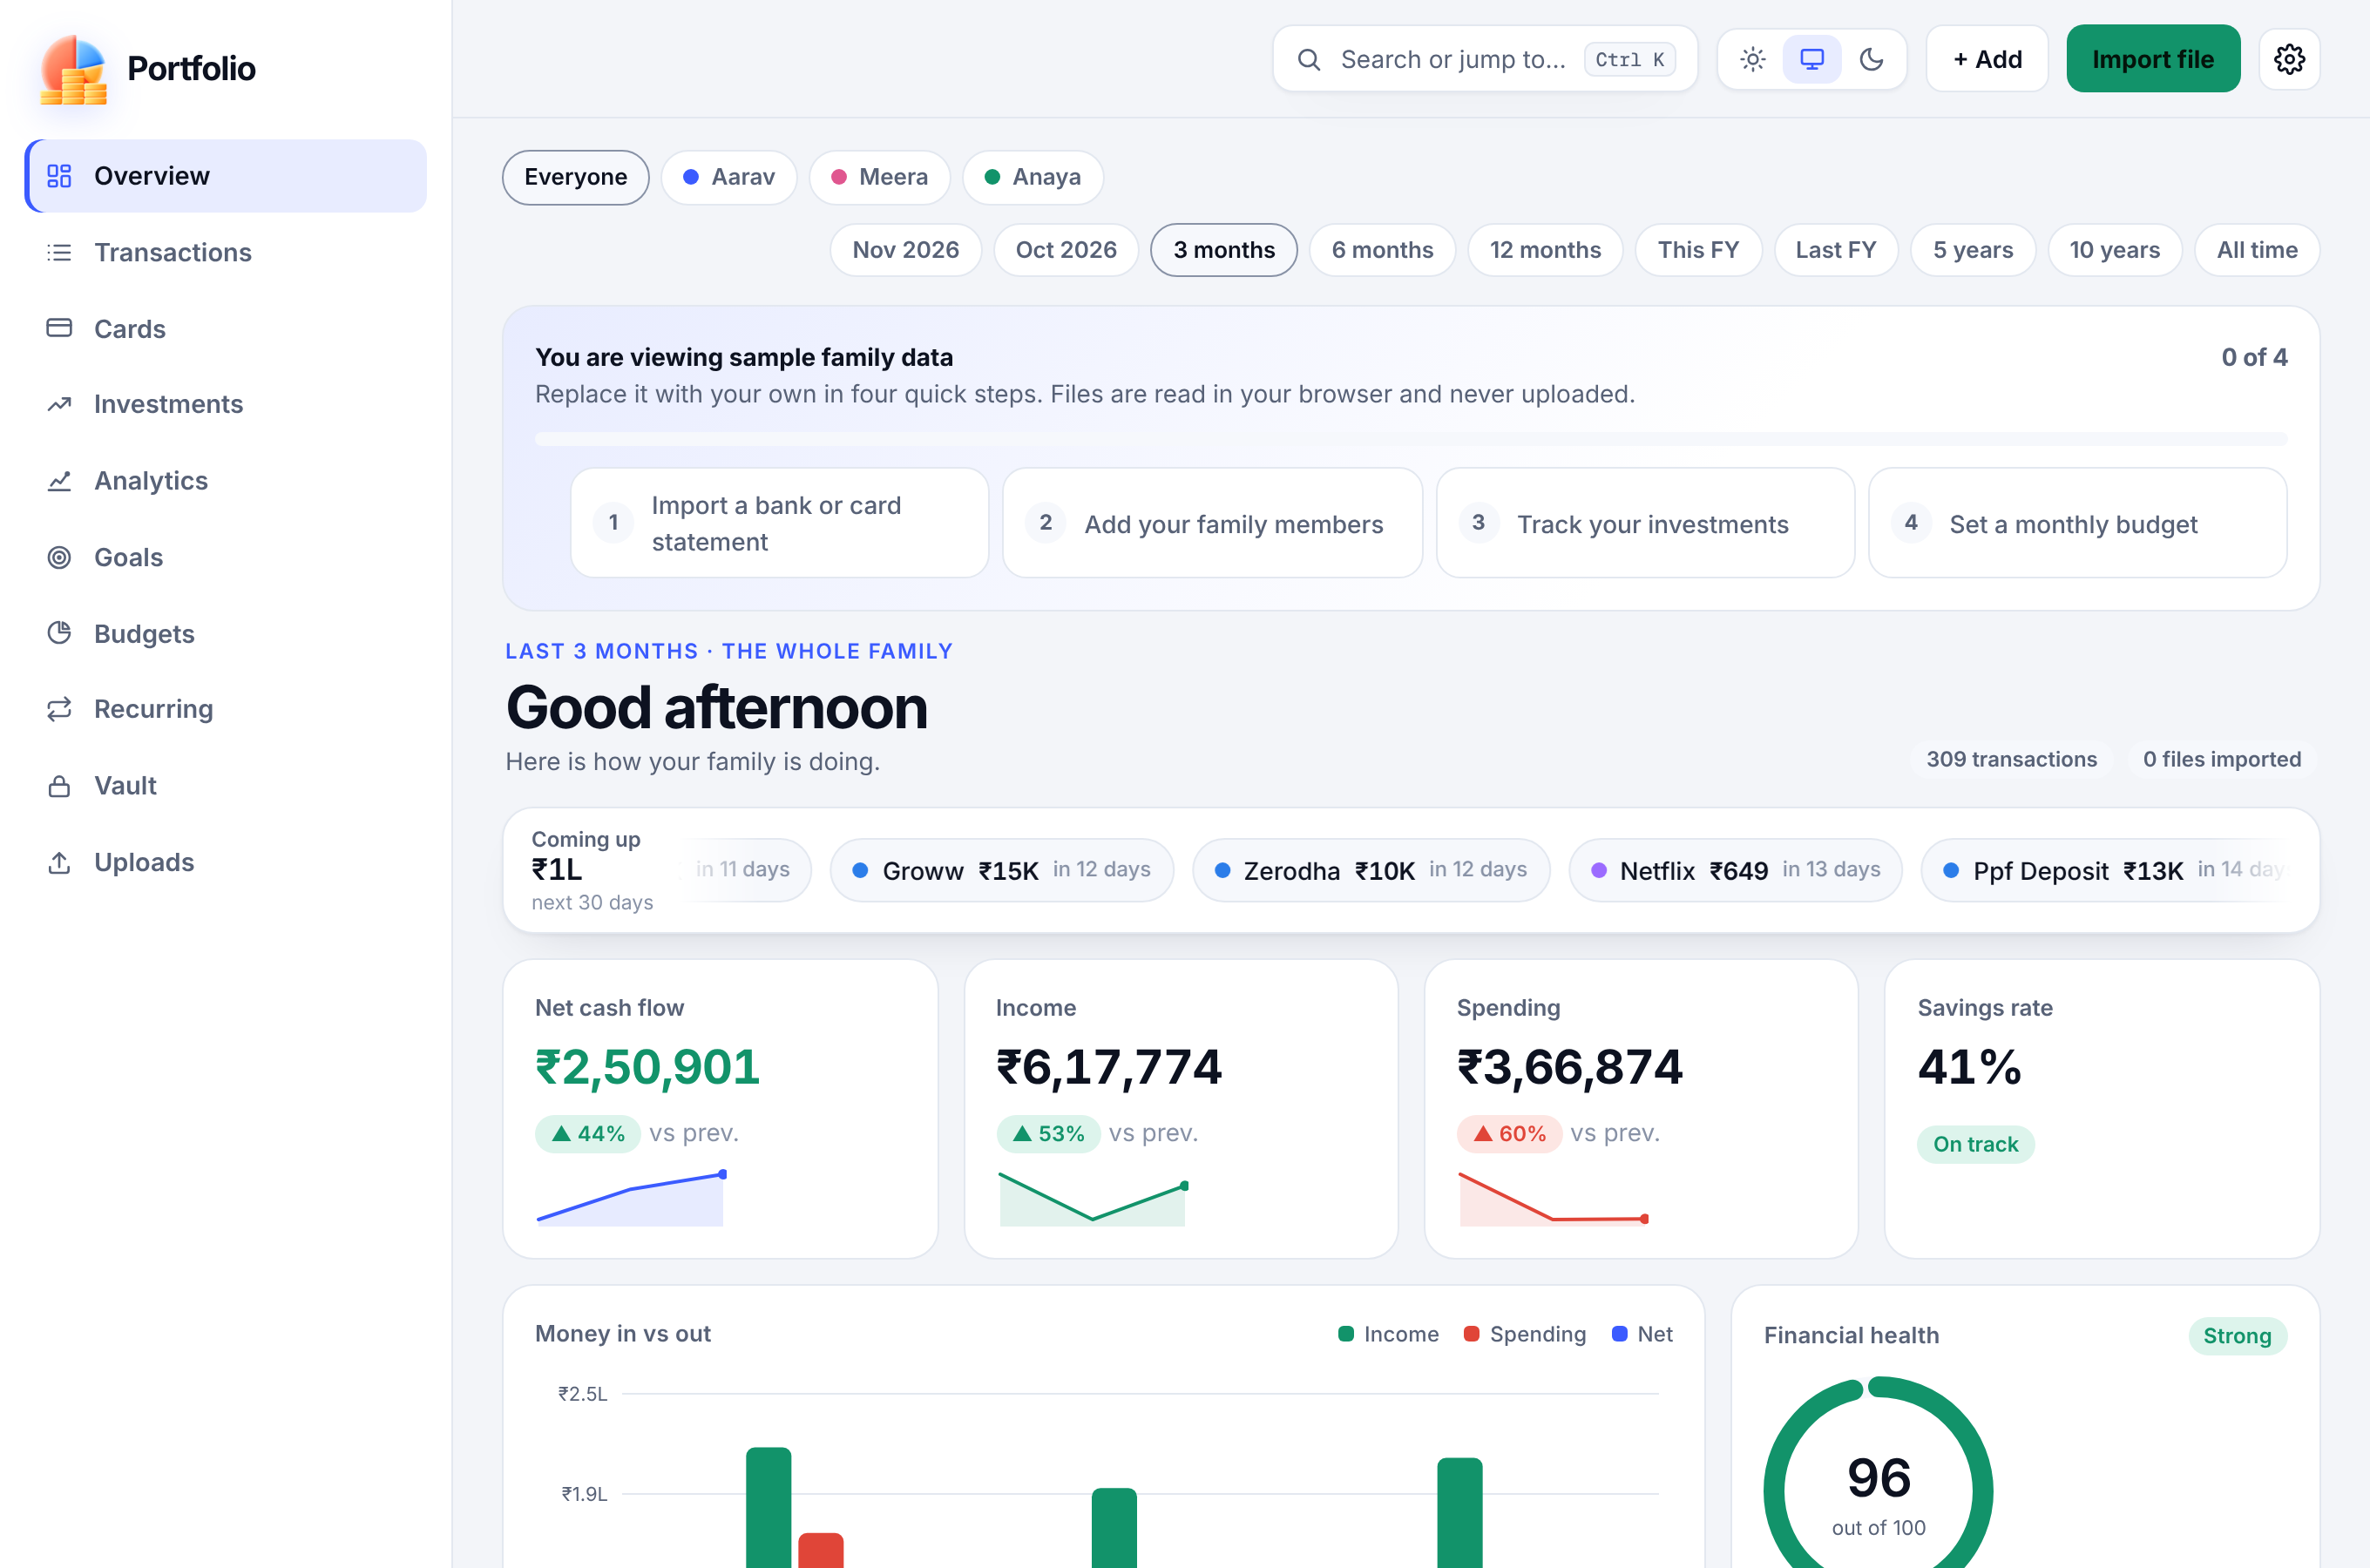 Portfolio
Search or jump to...
Ctrl K
+ Add
Import file
Overview
Transactions
Cards
Investments
Analytics
Goals
Budgets
Recurring
Vault
Uploads
Everyone
Aarav
Meera
Anaya
Nov 2026
Oct 2026
3 months
6 months
12 months
This FY
Last FY
5 years
10 years
All time
You are viewing sample family data
0 of 4
Replace it with your own in four quick steps. Files are read in your browser and never uploaded.
1
Import a bank or card
statement
2
Add your family members
3
Track your investments
4
Set a monthly budget
LAST 3 MONTHS · THE WHOLE FAMILY
Good afternoon
Here is how your family is doing.
309 transactions
0 files imported
Coming up
₹1L
next 30 days
in 11 days
Groww ₹15K in 12 days
Zerodha ₹10K in 12 days
Netflix ₹649 in 13 days
Ppf Deposit ₹13K in 14 day
Net cash flow
₹2,50,901
▲ 44% vs prev.
Income
₹6,17,774
▲ 53% vs prev.
Spending
₹3,66,874
▲ 60% vs prev.
Savings rate
41%
On track
Money in vs out
Income
Spending
Net
₹2.5L
₹1.9L
Financial health
Strong
96
out of 100